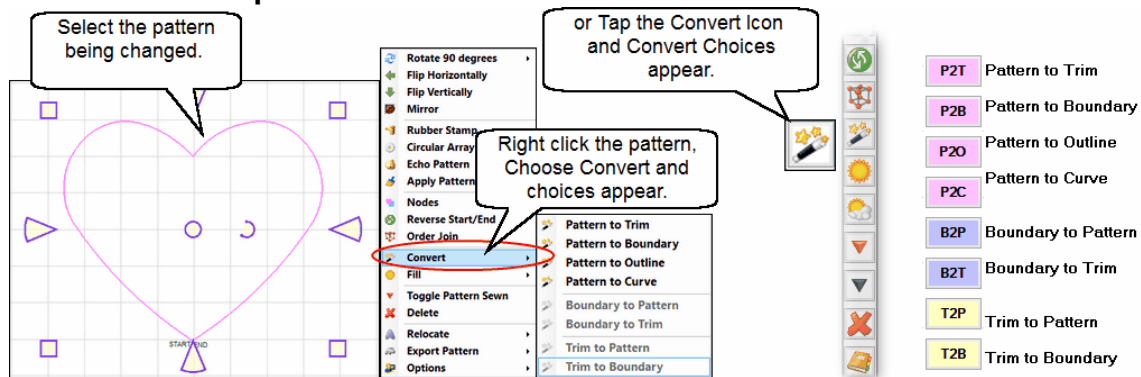 Select the pattern
being changed.
START/END
Rotate 90 degrees
Flip Horizontally
Flip Vertically
Mirror
Rubber Stamp
Circular Array
Echo Pattern
Apply Pattern
Nodes
Reverse Start/End
Order Join
Convert
Fill
Toggle Pattern Sewn
Delete
Relocate
Export Pattern
Options
Right click the pattern,
Choose Convert and
choices appear.
Pattern to Trim
Pattern to Boundary
Pattern to Outline
Pattern to Curve
Boundary to Pattern
Boundary to Trim
Trim to Pattern
Trim to Boundary
or Tap the Convert Icon
and Convert Choices
appear.
P2T Pattern to Trim
P2B Pattern to Boundary
P2O Pattern to Outline
P2C Pattern to Curve
B2P Boundary to Pattern
B2T Boundary to Trim
T2P Trim to Pattern
T2B Trim to Boundary